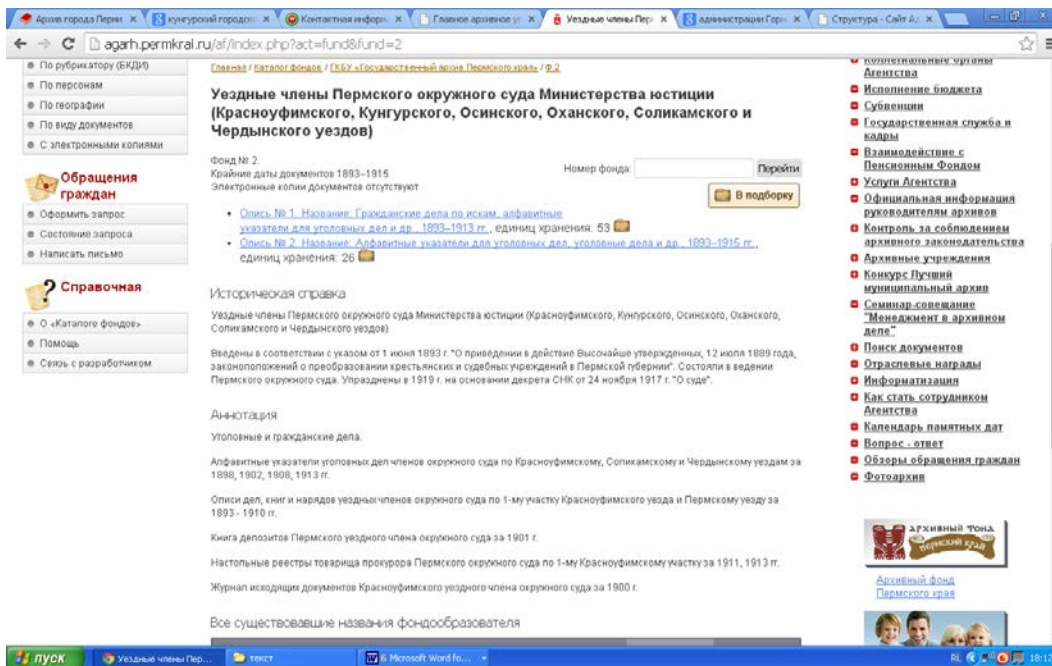 Архив города Перми
кунгурский городско
Контактная информ
Главное архивное уп
Уездные члены Пер
администрации Горн
Структура - Сайт Ад
agarh.permkrai.ru/af/index.php?act=fund&fund=2
По рубрикатору (ЕКДИ)
По персонам
По географии
По виду документов
С электронными копиями
Обращения
граждан
Оформить запрос
Состояние запроса
Написать письмо
Справочная
О «Каталоге фондов»
Помощь
Связь с разработчиком
Главная / Каталог фондов / ГКБУ «Государственный архив Пермского края» / Ф.2
Уездные члены Пермского окружного суда Министерства юстиции
(Красноуфимского, Кунгурского, Осинского, Оханского, Соликамского и
Чердынского уездов)
Фонд № 2.
Крайние даты документов 1893–1915
Электронные копии документов отсутствуют
Номер фонда:
Перейти
В подборку
Опись № 1. Название: Гражданские дела по искам, алфавитные
указатели для уголовных дел и др., 1893–1913 гг., единиц хранения: 53
Опись № 2. Название: Алфавитные указатели для уголовных дел, уголовные дела и др., 1893–1915 гг.,
единиц хранения: 26
Историческая справка
Уездные члены Пермского окружного суда Министерства юстиции (Красноуфимского, Кунгурского, Осинского, Оханского,
Соликамского и Чердынского уездов)
Введены в соответствии с указом от 1 июня 1893 г. "О приведении в действие Высочайше утвержденных, 12 июля 1889 года,
законоположений о преобразовании крестьянских и судебных учреждений в Пермской губернии". Состояли в ведении
Пермского окружного суда. Упразднены в 1919 г. на основании декрета СНК от 24 ноября 1917 г. "О суде".
Аннотация
Уголовные и гражданские дела.
Алфавитные указатели уголовных дел членов окружного суда по Красноуфимскому, Соликамскому и Чердынскому уездам за
1898, 1902, 1908, 1913 гг.
Описи дел, книг и нарядов уездных членов окружного суда по 1-му участку Красноуфимского уезда и Пермскому уезду за
1893 - 1910 гг.
Книга депозитов Пермского уездного члена окружного суда за 1901 г.
Настольные реестры товарища прокурора Пермского окружного суда по 1-му Красноуфимскому участку за 1911, 1913 гг.
Журнал исходящих документов Красноуфимского уездного члена окружного суда за 1900 г.
Все существовавшие названия фондообразователя
Коллегиальные органы
Агентства
Исполнение бюджета
Субвенции
Государственная служба и
кадры
Взаимодействие с
Пенсионным Фондом
Услуги Агентства
Официальная информация
руководителям архивов
Контроль за соблюдением
архивного законодательства
Архивные учреждения
Конкурс Лучший
муниципальный архив
Семинар-совещание
"Менеджмент в архивном
деле"
Поиск документов
Отраслевые награды
Информатизация
Как стать сотрудником
Агентства
Календарь памятных дат
Вопрос - ответ
Обзоры обращения граждан
Фотоархив
АРХИВНЫЙ ФОНД
ПЕРМСКИЙ КРАЙ
Архивный фонд
Пермского края
пуск
Уездные члены Пер...
текст
6 Microsoft Word fo...
RL
18:12